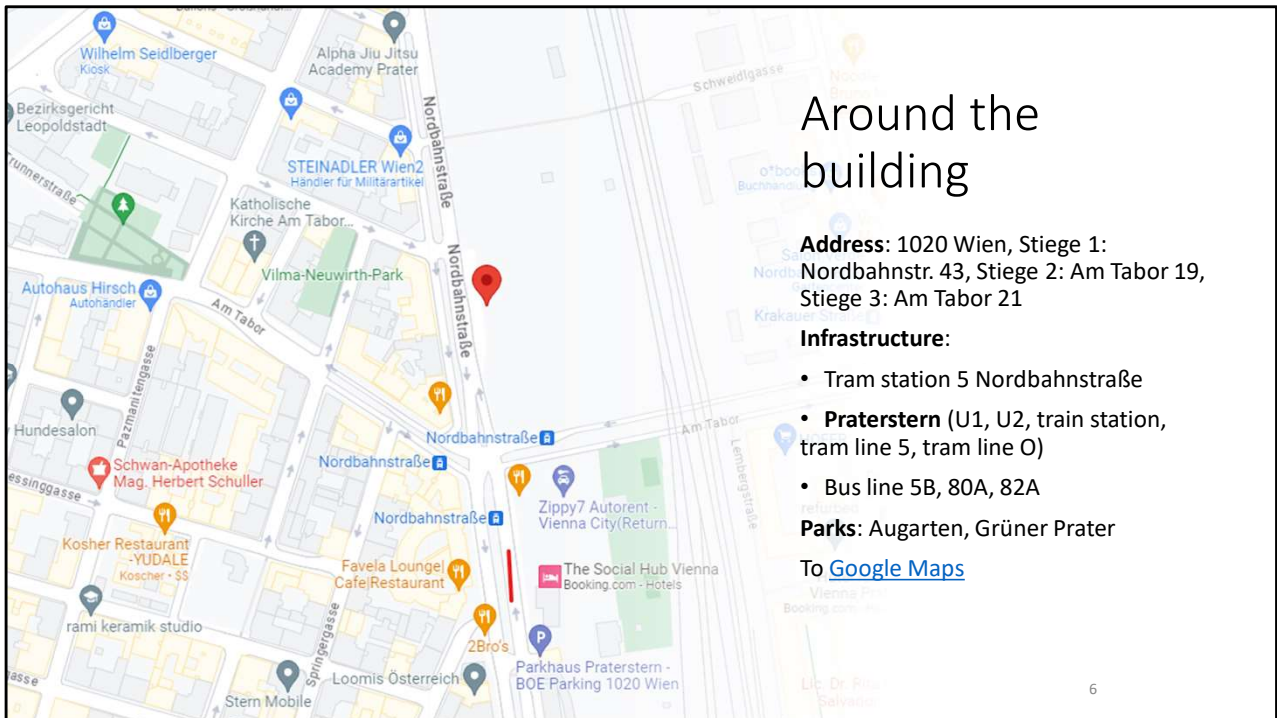 Wilhelm Seidlberger
Kiosk
Alpha Jiu Jitsu
Academy Prater
Bezirksgericht
Leopoldstadt
Nordbahnstraße
STEINADLER Wien2
Händler für Militärartikel
Katholische
Kirche Am Tabor...
Vilma-Neuwirth-Park
Nordbahnstraße
Autohaus Hirsch
Autohändler
Am Tabor
Pazmanitengasse
Hundesalon
Schwan-Apotheke
Mag. Herbert Schuller
essinggasse
Nordbahnstraße
Nordbahnstraße
Nordbahnstraße
Am Tabor
Zippy7 Autorent -
Vienna City(Return...
Kosher Restaurant
-YUDALE
Koscher • $$
Favela Lounge|
Cafe|Restaurant
The Social Hub Vienna
Booking.com - Hotels
rami keramik studio
Springergasse
2Bro's
Parkhaus Praterstern -
BOE Parking 1020 Wien
Loomis Österreich
Stern Mobile
gasse
Schweidlgasse
Lembergstraße
Krakauer
Around the
building
Address: 1020 Wien, Stiege 1:
Nordbahnstr. 43, Stiege 2: Am Tabor 19,
Stiege 3: Am Tabor 21
Infrastructure:
• Tram station 5 Nordbahnstraße
• Praterstern (U1, U2, train station,
tram line 5, tram line O)
• Bus line 5B, 80A, 82A
Parks: Augarten, Grüner Prater
To Google Maps
6